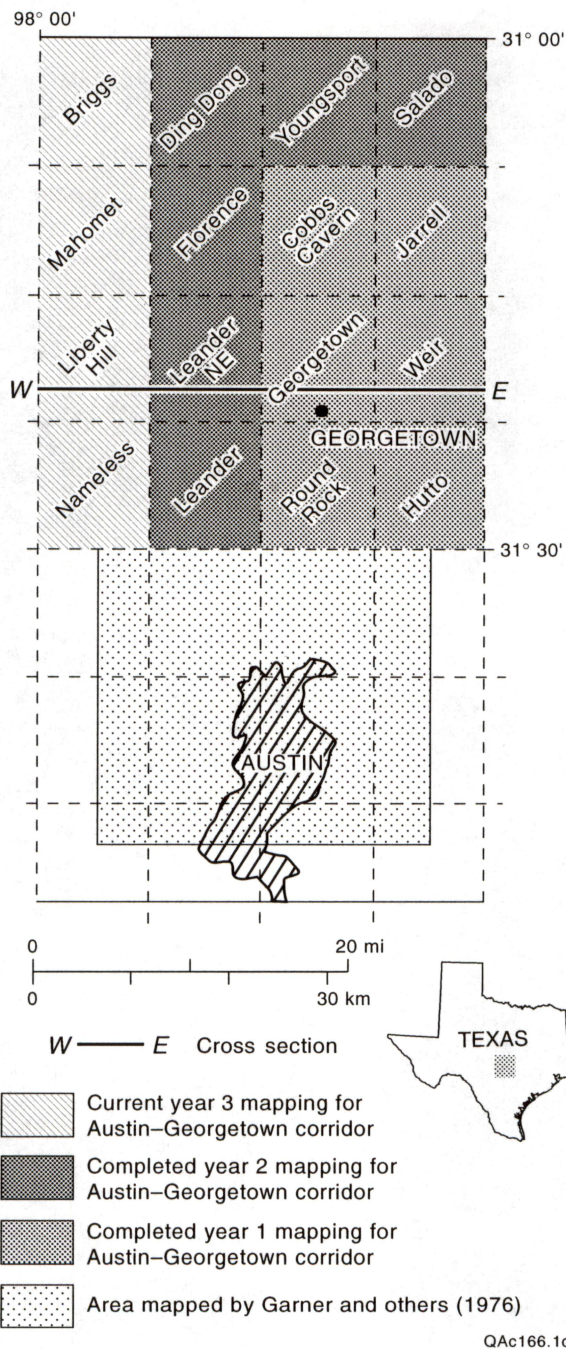 98° 00'
31° 00'
Briggs
Ding Dong
Youngsport
Salado
Mahomet
Florence
Cobbs
Cavern
Jarrell
Liberty
Hill
Leander
NE
Georgetown
Weir
W
E
GEORGETOWN
Nameless
Leander
Round
Rock
Hutto
31° 30'
AUSTIN
0
20 mi
0
30 km
W E Cross section
TEXAS
Current year 3 mapping for
Austin–Georgetown corridor
Completed year 2 mapping for
Austin–Georgetown corridor
Completed year 1 mapping for
Austin–Georgetown corridor
Area mapped by Garner and others (1976)
QAc166.1c